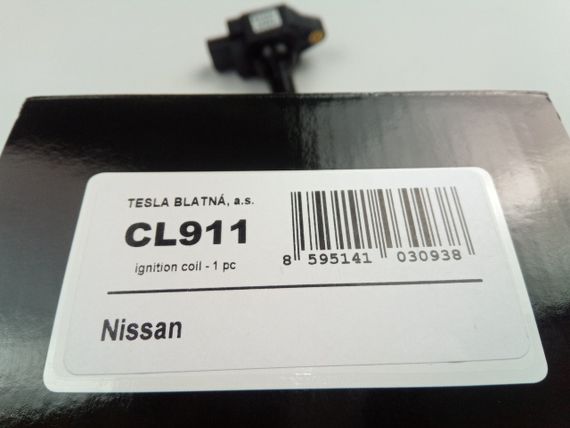 TESLA BLATNÁ, a.s.
CL911
ignition coil - 1 pc
8 595141 030938
Nissan